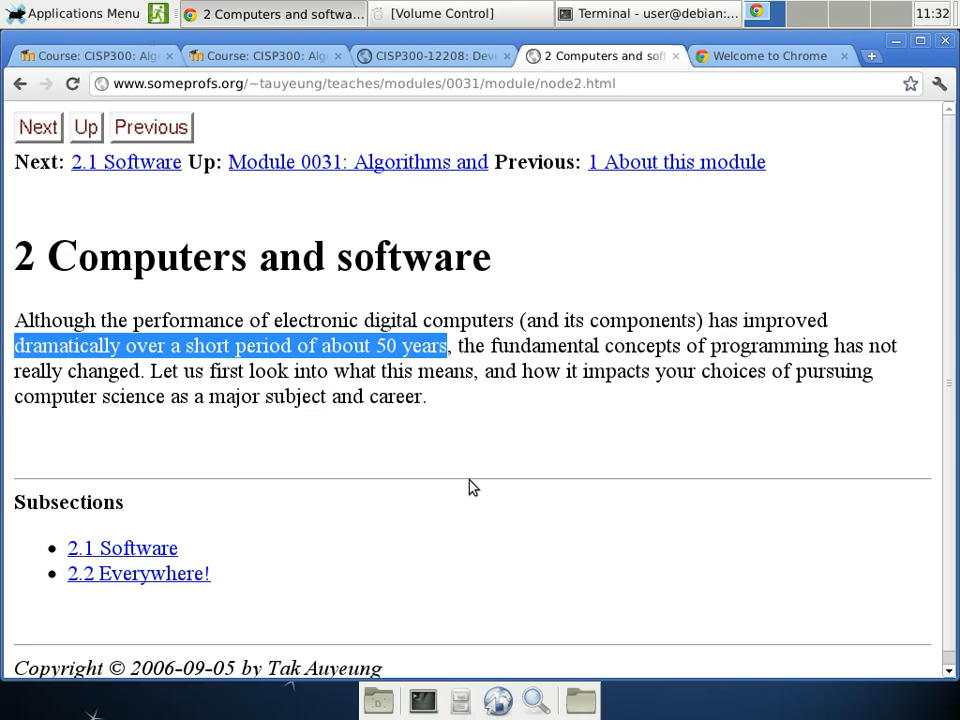 Applications Menu
2 Computers and softwa...
[Volume Control]
Terminal - user@debian:...
11:32
Course: CISP300: Alg
Course: CISP300: Alg
CISP300-12208: Dev
2 Computers and soft
Welcome to Chrome
www.someprofs.org/~tauyeung/teaches/modules/0031/module/node2.html
Next Up Previous
Next: 2.1 Software Up: Module 0031: Algorithms and Previous: 1 About this module
2 Computers and software
Although the performance of electronic digital computers (and its components) has improved
dramatically over a short period of about 50 years, the fundamental concepts of programming has not
really changed. Let us first look into what this means, and how it impacts your choices of pursuing
computer science as a major subject and career.
Subsections
• 2.1 Software
• 2.2 Everywhere!
Copyright © 2006-09-05 by Tak Auyeung